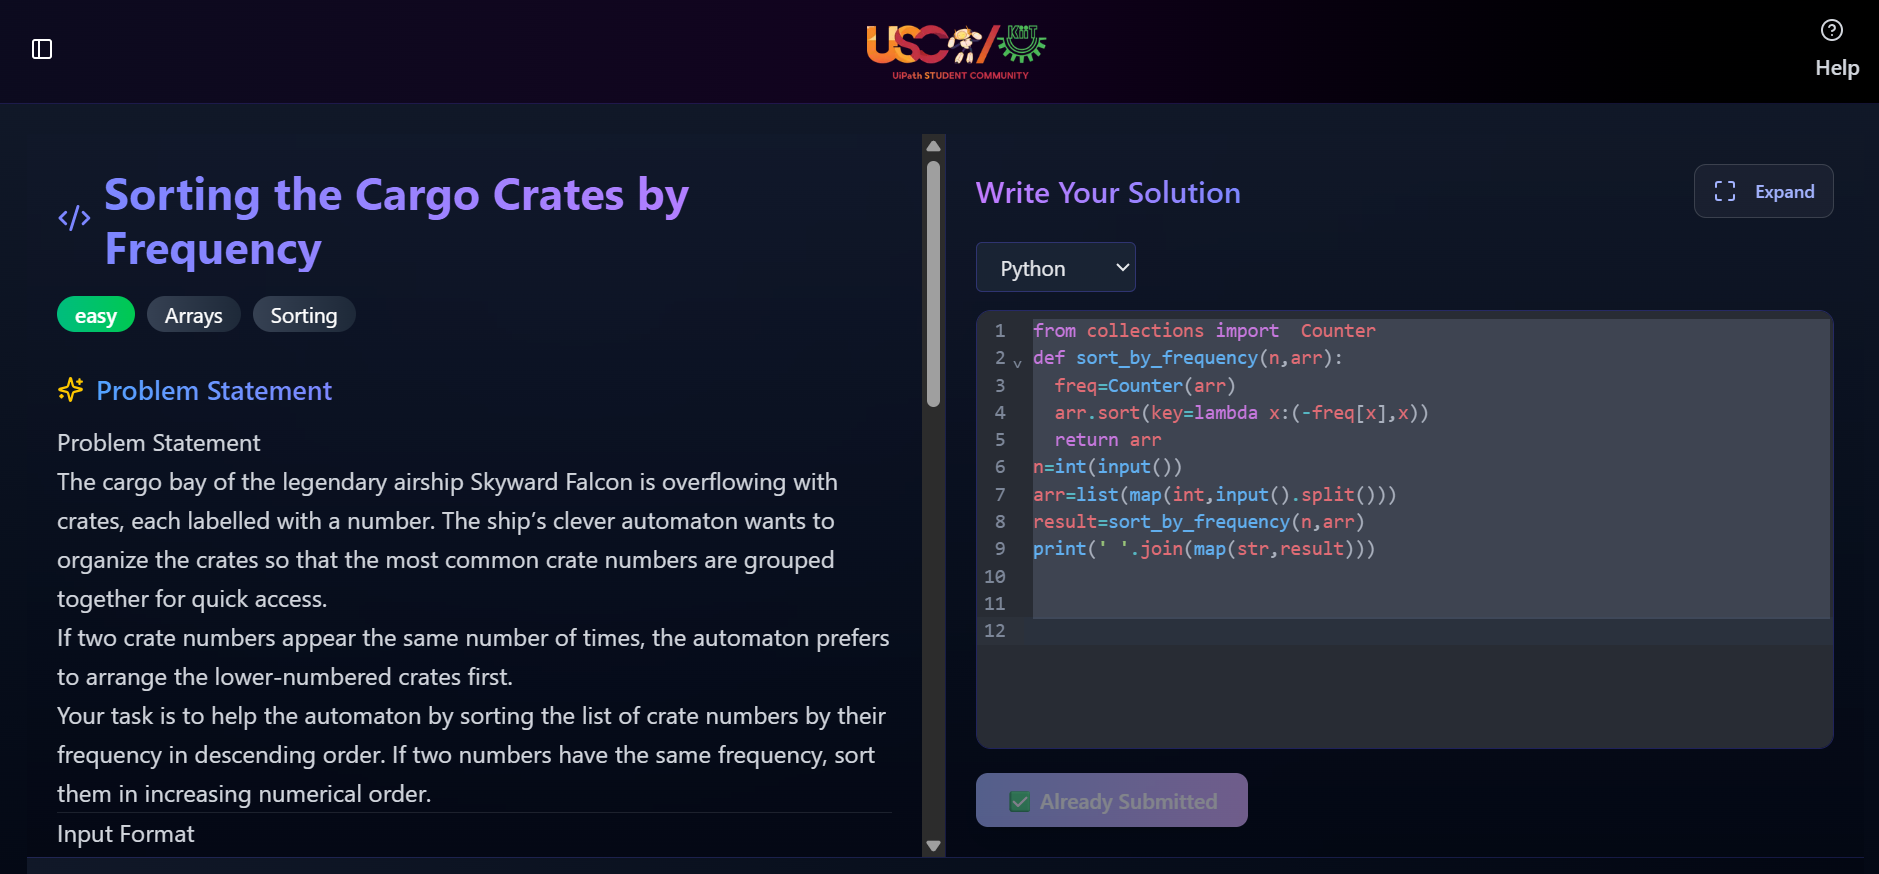 USC/KIIT
UiPath STUDENT COMMUNITY
Help
</> Sorting the Cargo Crates by
Frequency
easy
Arrays
Sorting
Problem Statement
Problem Statement
The cargo bay of the legendary airship Skyward Falcon is overflowing with
crates, each labelled with a number. The ship’s clever automaton wants to
organize the crates so that the most common crate numbers are grouped
together for quick access.
If two crate numbers appear the same number of times, the automaton prefers
to arrange the lower-numbered crates first.
Your task is to help the automaton by sorting the list of crate numbers by their
frequency in descending order. If two numbers have the same frequency, sort
them in increasing numerical order.
Input Format
Write Your Solution
Expand
Python
1 from collections import  Counter
2 def sort_by_frequency(n,arr):
3   freq=Counter(arr)
4   arr.sort(key=lambda x:(-freq[x],x))
5   return arr
6 n=int(input())
7 arr=list(map(int,input().split()))
8 result=sort_by_frequency(n,arr)
9 print(' '.join(map(str,result)))
10
11
12
✅ Already Submitted